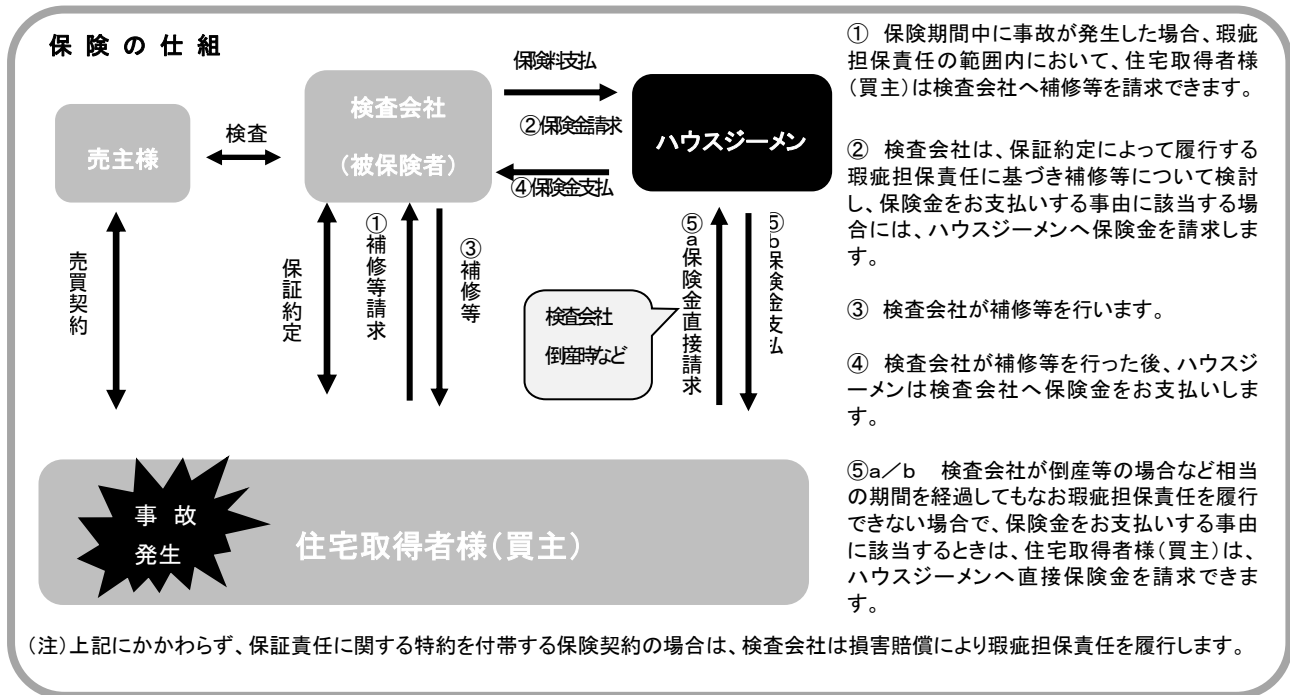 保険の仕組
売主様
検査
検査会社
(被保険者)
保険料支払
②保険金請求
④保険金支払
ハウスジーメン
売買契約
保証約定
①補修等請求
③補修等
検査会社
倒産時など
⑤a保険金直接請求
⑤b保険金支払
事故
発生
住宅取得者様(買主)
① 保険期間中に事故が発生した場合、瑕疵
担保責任の範囲内において、住宅取得者様
(買主)は検査会社へ補修等を請求できます。
② 検査会社は、保証約定によって履行する
瑕疵担保責任に基づき補修等について検討
し、保険金をお支払いする事由に該当する場
合には、ハウスジーメンへ保険金を請求しま
す。
③ 検査会社が補修等を行います。
④ 検査会社が補修等を行った後、ハウスジ
ーメンは検査会社へ保険金をお支払いしま
す。
⑤a/b 検査会社が倒産等の場合など相当
の期間を経過してもなお瑕疵担保責任を履行
できない場合で、保険金をお支払いする事由
に該当するときは、住宅取得者様(買主)は、
ハウスジーメンへ直接保険金を請求できま
す。
(注)上記にかかわらず、保証責任に関する特約を付帯する保険契約の場合は、検査会社は損害賠償により瑕疵担保責任を履行します。